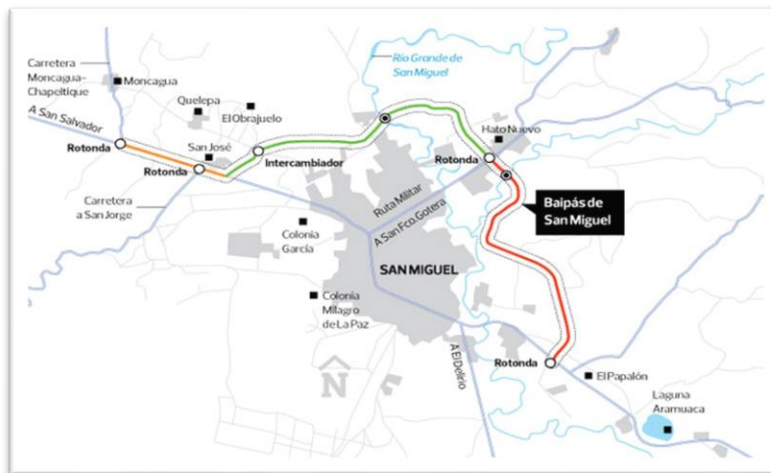 Carretera
Moncagua-
Chapeltique
Moncagua
Río Grande de
San Miguel
Quelepa
El Obrajuelo
A San Salvador
Hato Nuevo
San José
Rotonda
Intercambiador
Rotonda
Rotonda
Ruta Militar
Baipás de
San Miguel
Carretera
a San Jorge
A San Fco. Gotera
Colonia
García
SAN MIGUEL
Colonia
Milagro
de La Paz
A El Delirio
Rotonda
El Papalón
N
Laguna
Aramuaca